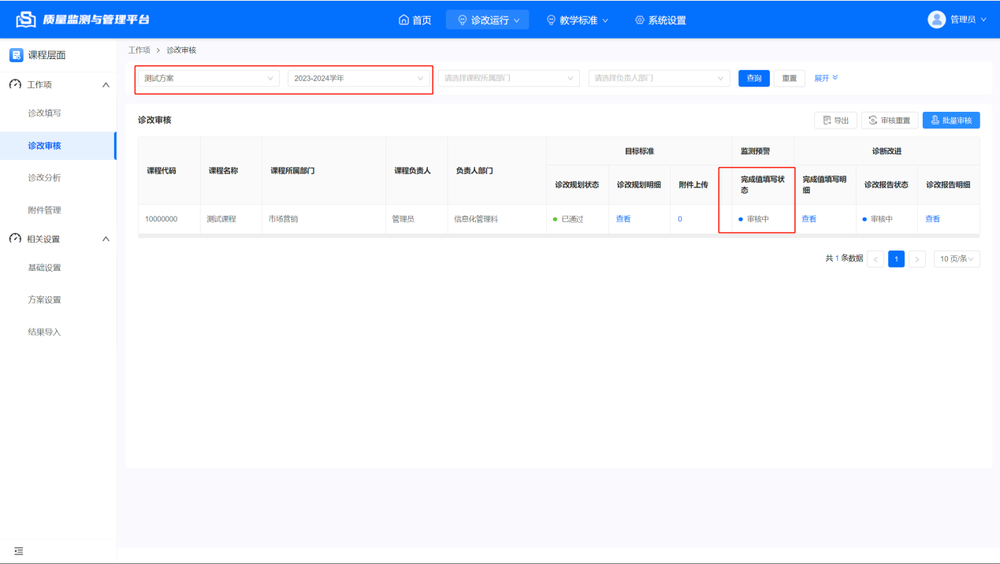 质量监测与管理平台
首页
诊改运行
教学标准
系统设置
管理员
课程层面
工作项
诊改填写
诊改审核
诊改分析
附件管理
相关设置
基础设置
方案设置
结果导入
工作项 > 诊改审核
测试方案
2023-2024学年
请选择课程所属部门
请选择负责人部门
查询
重置
展开
诊改审核
导出
审核重置
批量审核
课程代码
课程名称
课程所属部门
课程负责人
负责人部门
目标标准
监测预警
诊断改进
诊改规划状态
诊改规划明细
附件上传
完成值填写状
态
完成值填写明
细
诊改报告状态
诊改报告明细
10000000
测试课程
市场营销
管理员
信息化管理科
已通过
查看
0
审核中
查看
审核中
查看
共 1 条数据
<
1
>
10 页/条